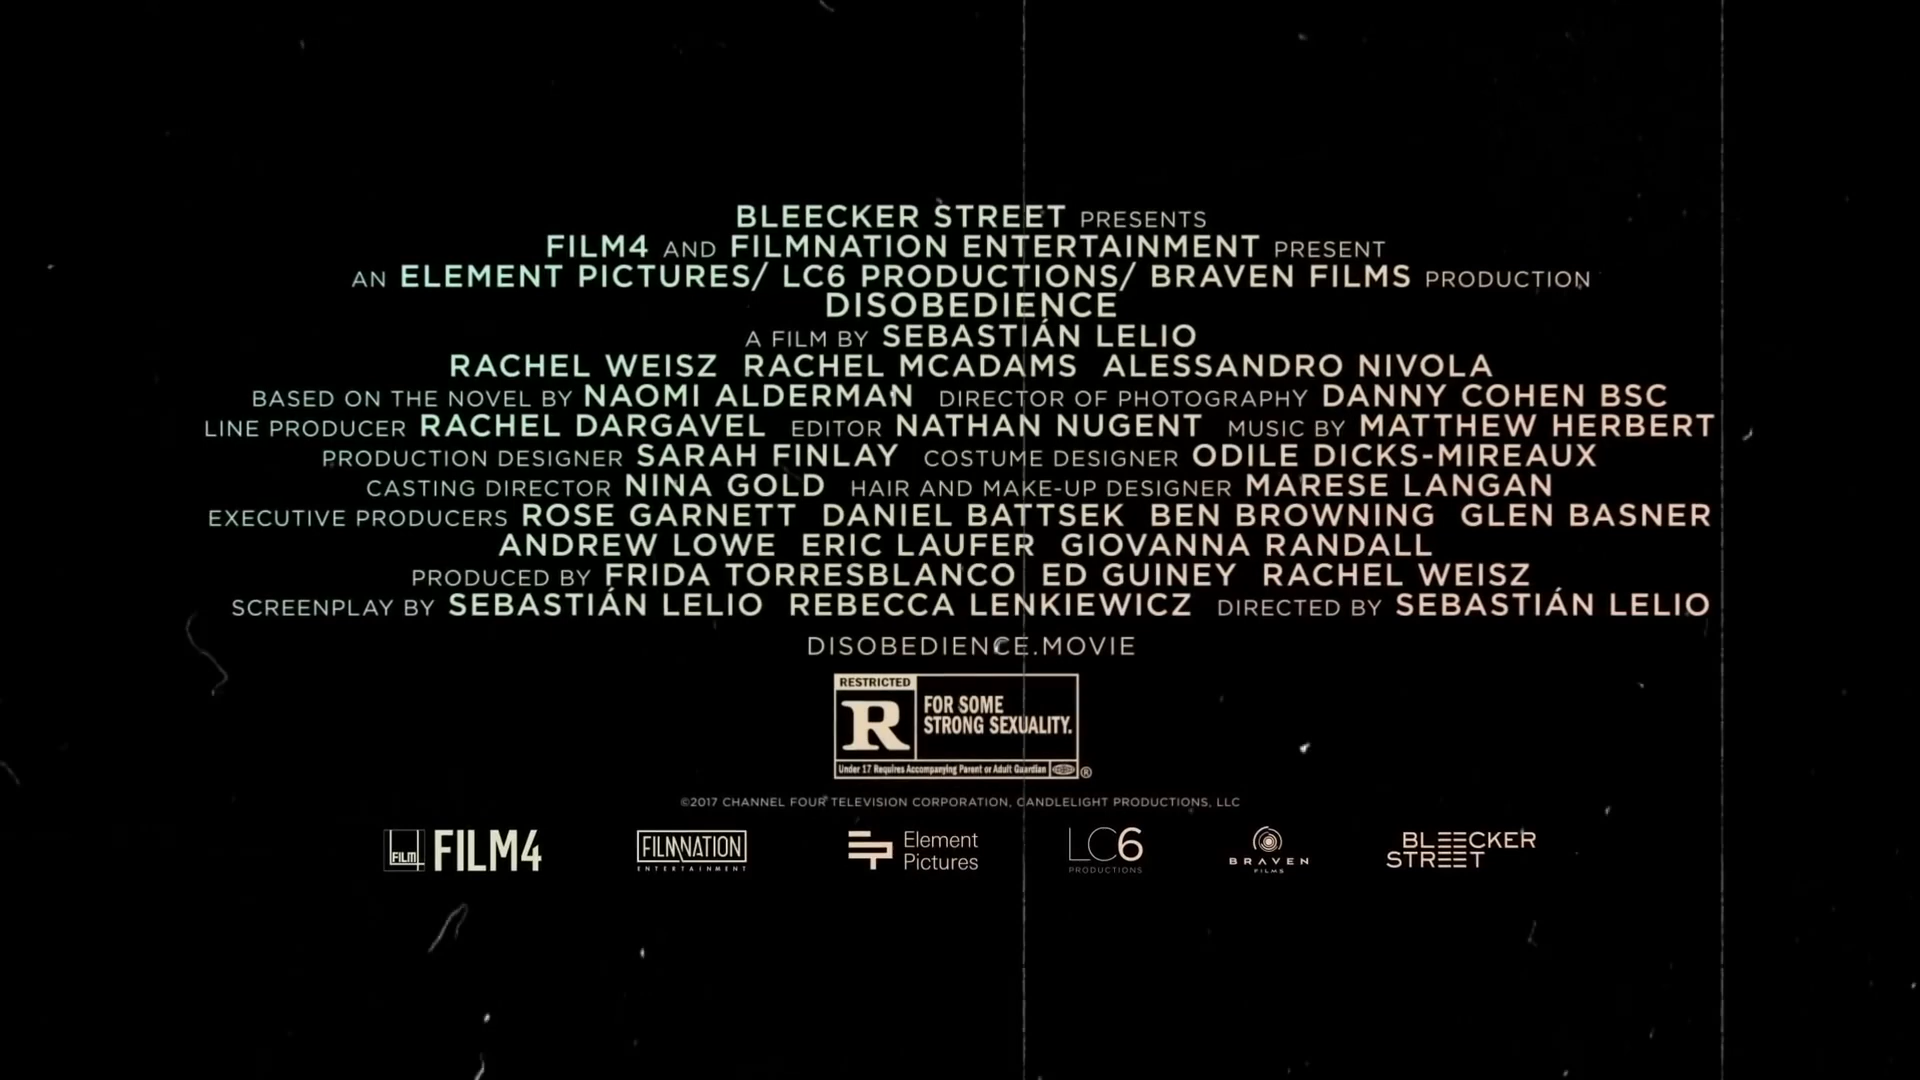 BLEECKER STREET PRESENTS
FILM4 AND FILMNATION ENTERTAINMENT PRESENT
AN ELEMENT PICTURES/ LC6 PRODUCTIONS/ BRAVEN FILMS PRODUCTION
DISOBEDIENCE
A FILM BY SEBASTIÁN LELIO
RACHEL WEISZ RACHEL MCADAMS ALESSANDRO NIVOLA
BASED ON THE NOVEL BY NAOMI ALDERMAN DIRECTOR OF PHOTOGRAPHY DANNY COHEN BSC
LINE PRODUCER RACHEL DARGAVEL EDITOR NATHAN NUGENT MUSIC BY MATTHEW HERBERT
PRODUCTION DESIGNER SARAH FINLAY COSTUME DESIGNER ODILE DICKS-MIREAUX
CASTING DIRECTOR NINA GOLD HAIR AND MAKE-UP DESIGNER MARESE LANGAN
EXECUTIVE PRODUCERS ROSE GARNETT DANIEL BATTSEK BEN BROWNING GLEN BASNER
ANDREW LOWE ERIC LAUFER GIOVANNA RANDALL
PRODUCED BY FRIDA TORRESBLANCO ED GUINEY RACHEL WEISZ
SCREENPLAY BY SEBASTIÁN LELIO REBECCA LENKIEWICZ DIRECTED BY SEBASTIÁN LELIO
DISOBEDIENCE.MOVIE
RESTRICTED
R
FOR SOME
STRONG SEXUALITY.
Under 17 Requires Accompanying Parent or Adult Guardian
®
©2017 CHANNEL FOUR TELEVISION CORPORATION, CANDLELIGHT PRODUCTIONS, LLC
FILM FILM4
FILMNATION
ENTERTAINMENT
Element
Pictures
LC6
PRODUCTIONS
BRAVEN
FILMS
BLEECKER
STREET